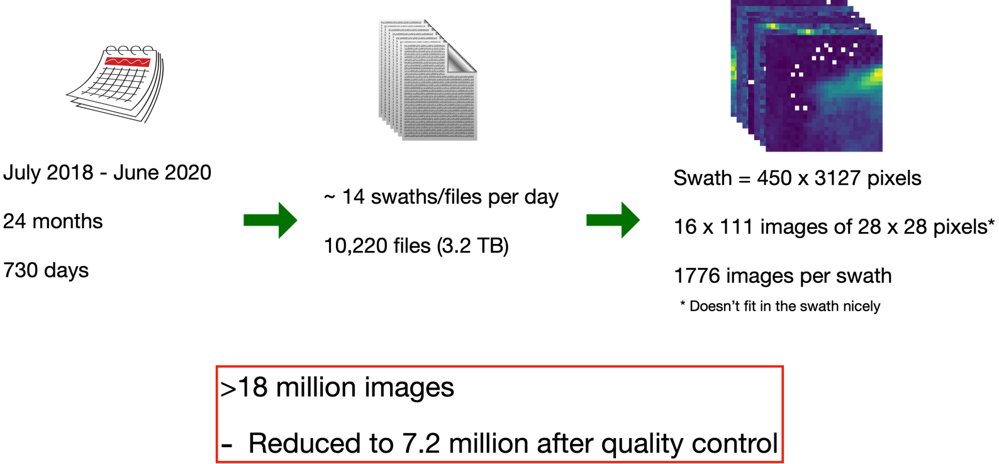 July 2018 - June 2020
24 months
730 days
~ 14 swaths/files per day
10,220 files (3.2 TB)
Swath = 450 x 3127 pixels
16 x 111 images of 28 x 28 pixels*
1776 images per swath
* Doesn't fit in the swath nicely
>18 million images
- Reduced to 7.2 million after quality control